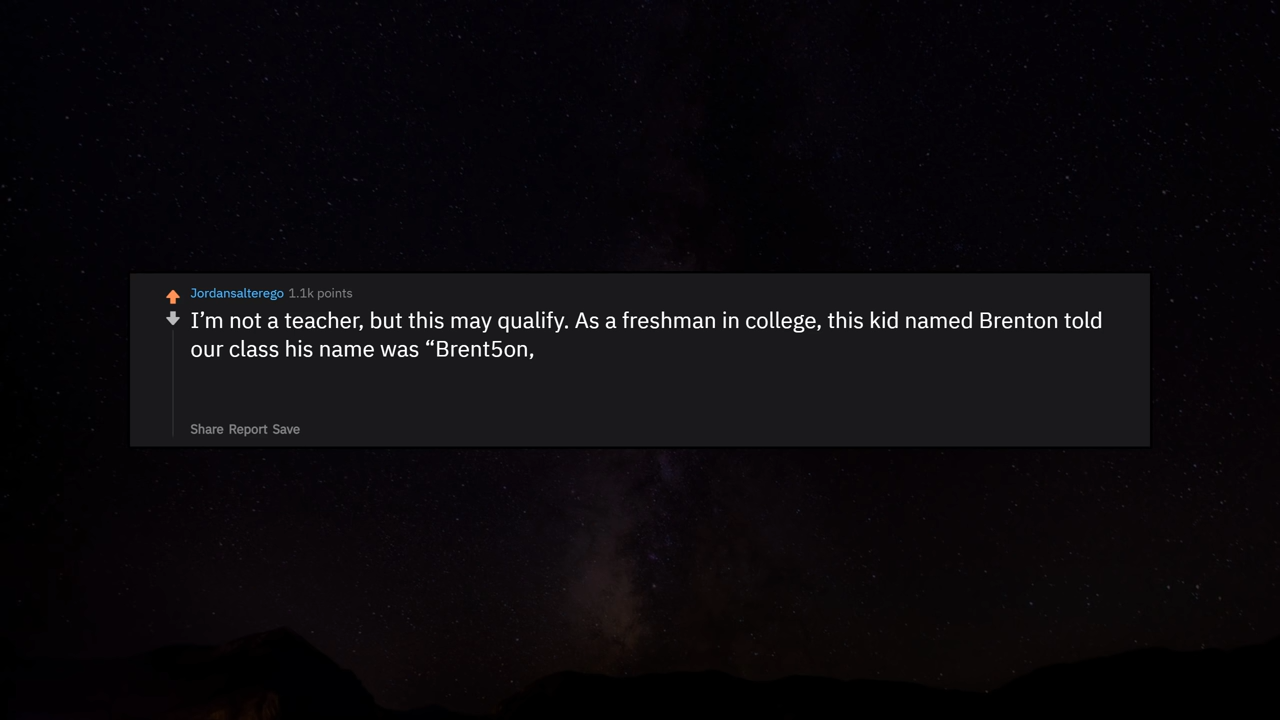 Jordansalterego 1.1k points
I’m not a teacher, but this may qualify. As a freshman in college, this kid named Brenton told
our class his name was “Brent5on,
Share Report Save